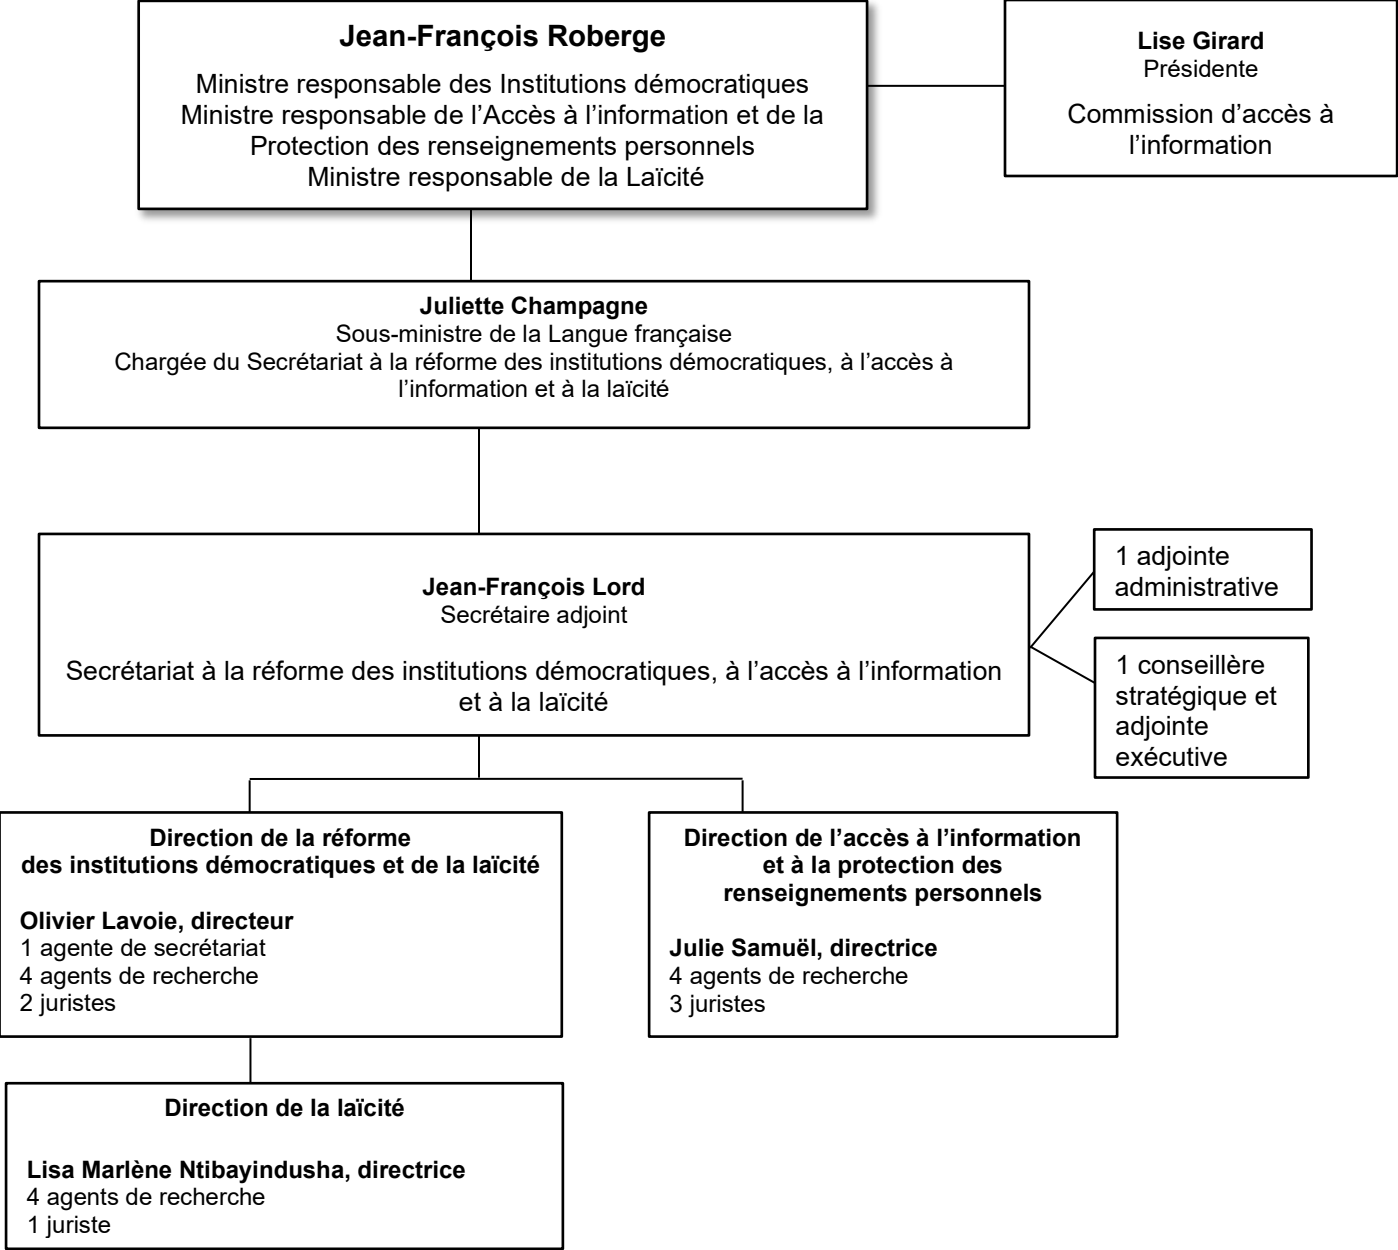 Jean-François Roberge
Ministre responsable des Institutions démocratiques
Ministre responsable de l’Accès à l’information et de la
Protection des renseignements personnels
Ministre responsable de la Laïcité
Lise Girard
Présidente
Commission d’accès à
l’information
Juliette Champagne
Sous-ministre de la Langue française
Chargée du Secrétariat à la réforme des institutions démocratiques, à l’accès à
l’information et à la laïcité
Jean-François Lord
Secrétaire adjoint
Secrétariat à la réforme des institutions démocratiques, à l’accès à l’information
et à la laïcité
1 adjointe
administrative
1 conseillère
stratégique et
adjointe
exécutive
Direction de la réforme
des institutions démocratiques et de la laïcité
Olivier Lavoie, directeur
1 agente de secrétariat
4 agents de recherche
2 juristes
Direction de l’accès à l’information
et à la protection des
renseignements personnels
Julie Samuël, directrice
4 agents de recherche
3 juristes
Direction de la laïcité
Lisa Marlène Ntibayindusha, directrice
4 agents de recherche
1 juriste